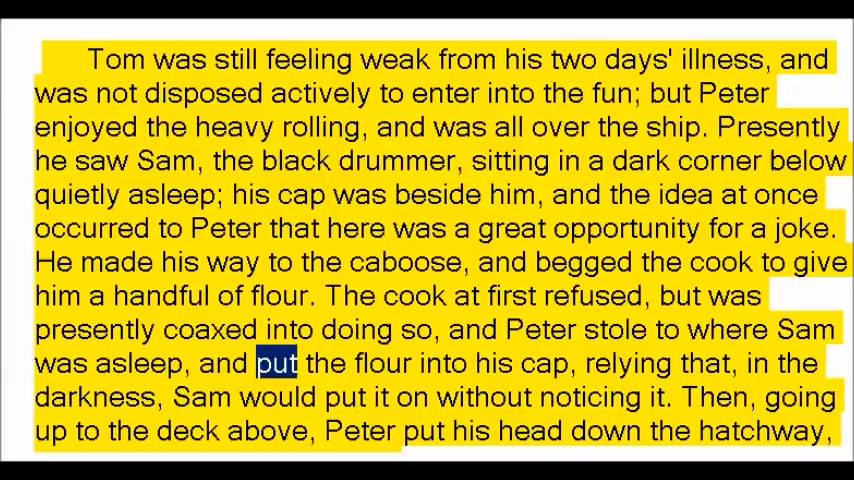 Tom was still feeling weak from his two days' illness, and
was not disposed actively to enter into the fun; but Peter
enjoyed the heavy rolling, and was all over the ship. Presently
he saw Sam, the black drummer, sitting in a dark corner below
quietly asleep; his cap was beside him, and the idea at once
occurred to Peter that here was a great opportunity for a joke.
He made his way to the caboose, and begged the cook to give
him a handful of flour. The cook at first refused, but was
presently coaxed into doing so, and Peter stole to where Sam
was asleep, and put the flour into his cap, relying that, in the
darkness, Sam would put it on without noticing it. Then, going
up to the deck above, Peter put his head down the hatchway,